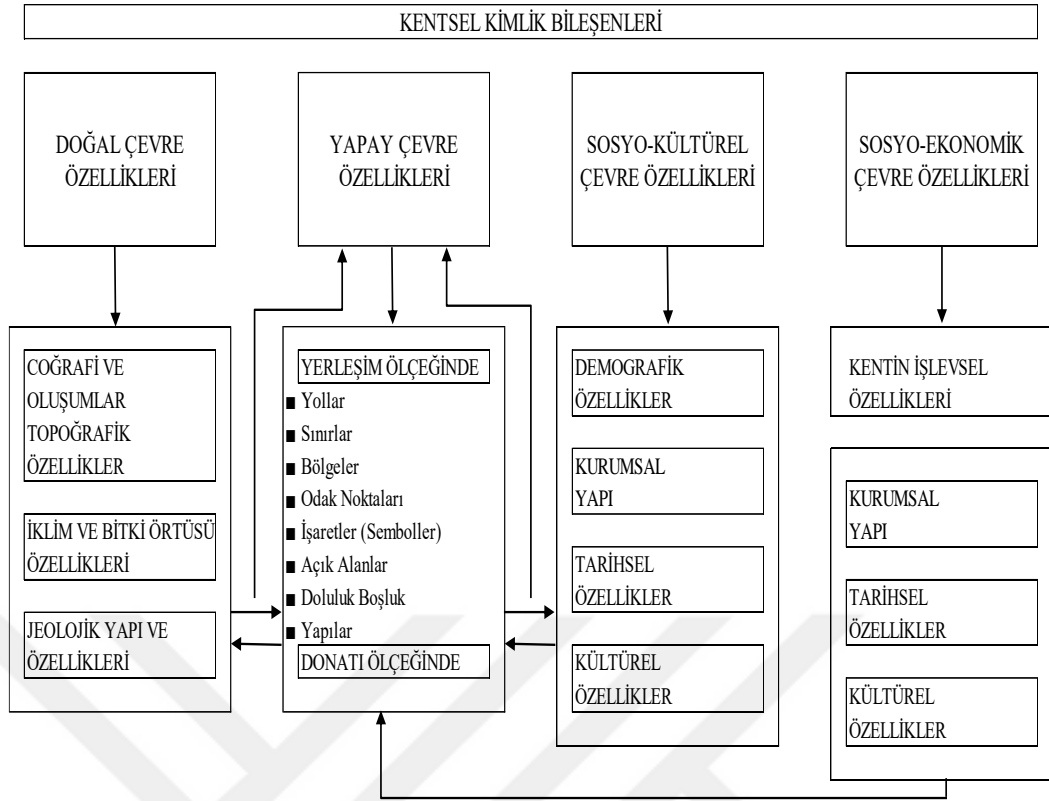 KENTSEL KİMLİK BİLEŞENLERİ
DOĞAL ÇEVRE
ÖZELLİKLERİ
YAPAY ÇEVRE
ÖZELLİKLERİ
SOSYO-KÜLTÜREL
ÇEVRE ÖZELLİKLERİ
SOSYO-EKONOMİK
ÇEVRE ÖZELLİKLERİ
COĞRAFİ VE
OLUŞUMLAR
TOPOĞRAFİK
ÖZELLİKLER
İKLİM VE BİTKİ ÖRTÜSÜ
ÖZELLİKLERİ
JEOLOJİK YAPI VE
ÖZELLİKLERİ
YERLEŞİM ÖLÇEĞİNDE
■ Yollar
■ Sınırlar
■ Bölgeler
■ Odak Noktaları
■ İşaretler (Semboller)
■ Açık Alanlar
■ Doluluk Boşluk
■ Yapılar
DONATI ÖLÇEĞİNDE
DEMOGRAFİK
ÖZELLİKLER
KURUMSAL
YAPI
TARİHSEL
ÖZELLİKLER
KÜLTÜREL
ÖZELLİKLER
KENTİN İŞLEVSEL
ÖZELLİKLERİ
KURUMSAL
YAPI
TARİHSEL
ÖZELLİKLER
KÜLTÜREL
ÖZELLİKLER